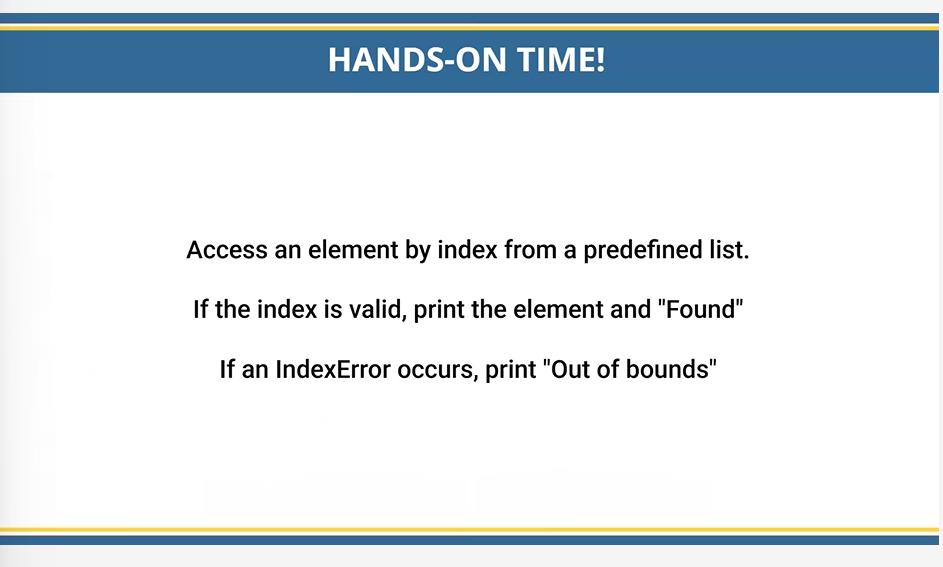 HANDS-ON TIME!
Access an element by index from a predefined list.
If the index is valid, print the element and "Found"
If an IndexError occurs, print "Out of bounds"